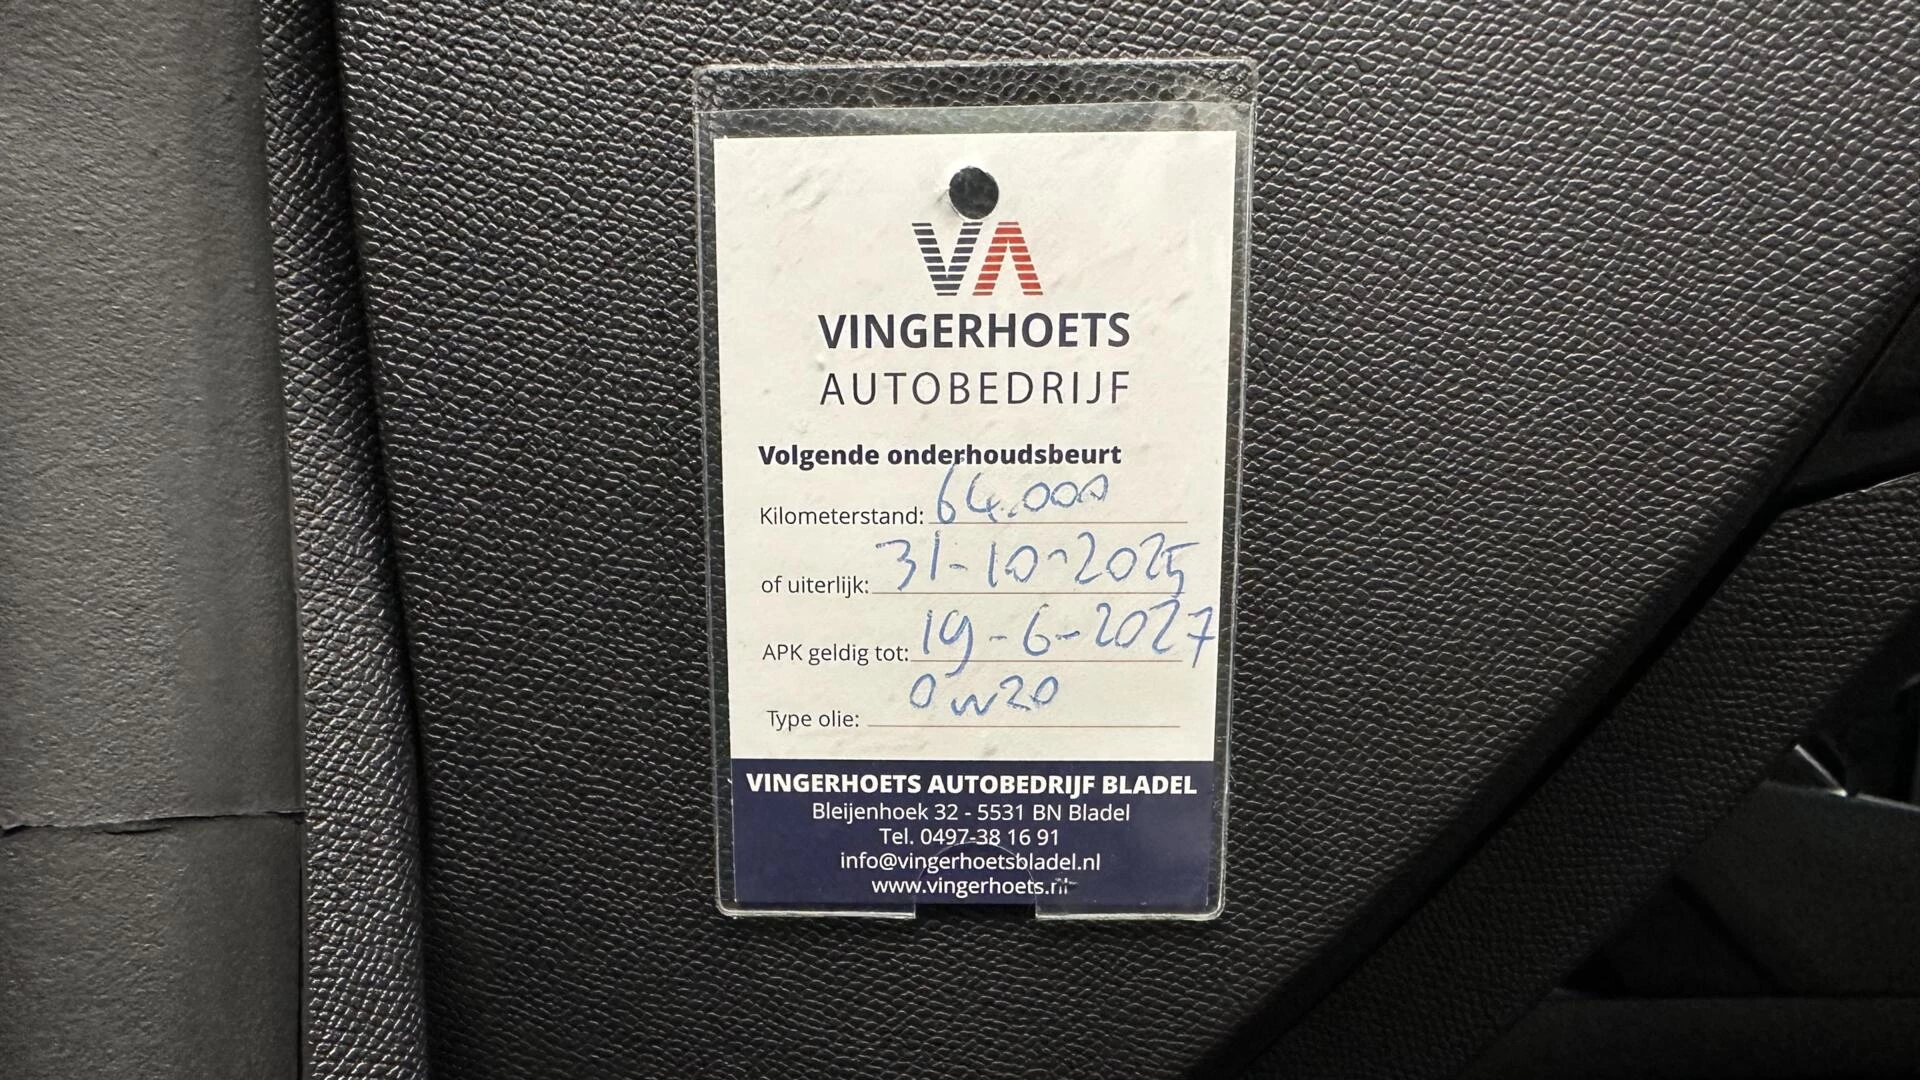 VA
VINGERHOETS
AUTOBEDRIJF
Volgende onderhoudsbeurt
Kilometerstand: 64.000
of uiterlijk: 31-10-2025
APK geldig tot: 19-6-2027
Type olie: 0w20
VINGERHOETS AUTOBEDRIJF BLADEL
Bleijenhoek 32 - 5531 BN Bladel
Tel. 0497-38 16 91
info@vingerhoetsbladel.nl
www.vingerhoets.nl